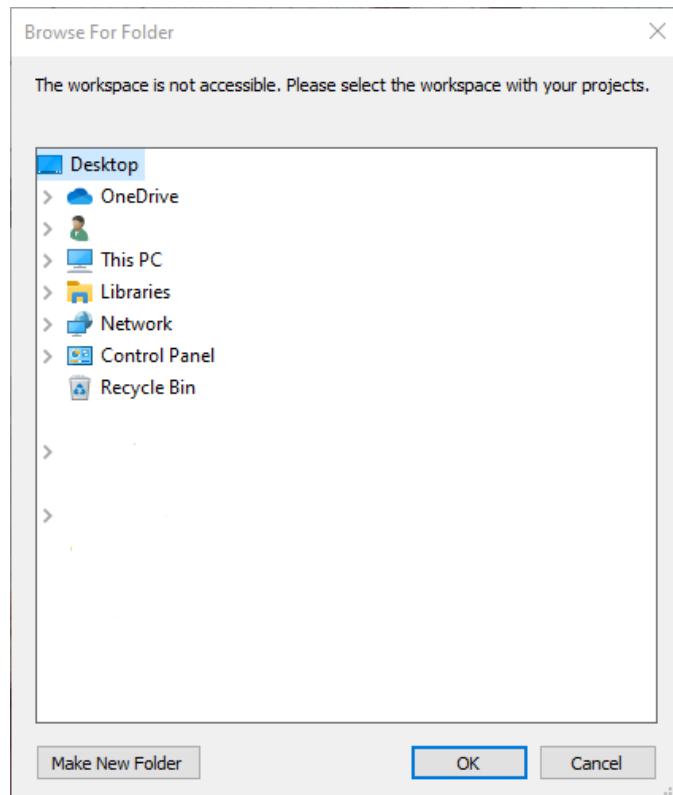 Browse For Folder
The workspace is not accessible. Please select the workspace with your projects.
Desktop
OneDrive
This PC
Libraries
Network
Control Panel
Recycle Bin
Make New Folder
OK
Cancel